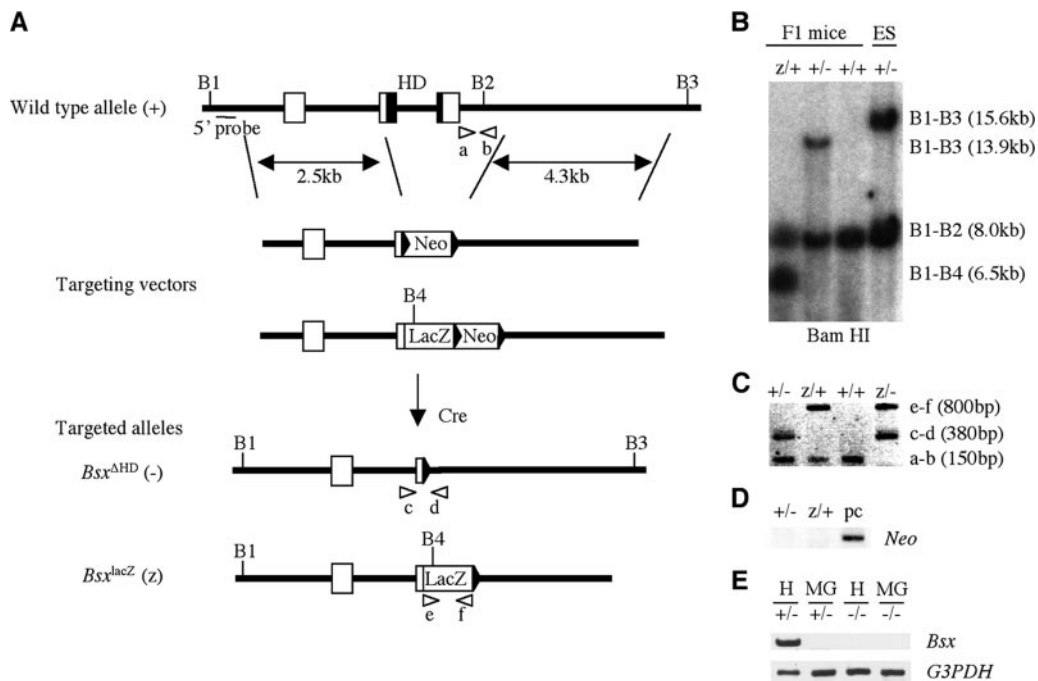 A
B1
HD
B2
B3
Wild type allele (+)
5' probe
a
b
2.5kb
4.3kb
Neo
Targeting vectors
B4
LacZ
Neo
Cre
Targeted alleles
B1
B3
Bsx^ΔHD (-)
c
d
B4
B1
Bsx^lacZ (z)
LacZ
e
f
B
F1 mice
ES
z/+ +/- +/+ +/-
B1-B3 (15.6kb)
B1-B3 (13.9kb)
B1-B2 (8.0kb)
B1-B4 (6.5kb)
Bam HI
C
+/- z/+ +/+ z/-
e-f (800bp)
c-d (380bp)
a-b (150bp)
D
+/- z/+ pc
Neo
E
H MG H MG
+/- +/- -/- -/-
Bsx
G3PDH